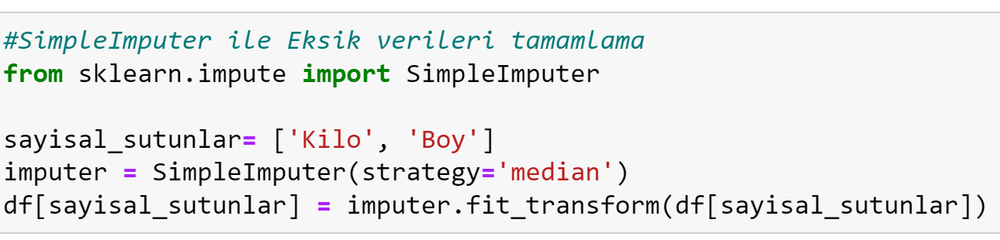 #SimpleImputer ile Eksik verileri tamamlama
from sklearn.impute import SimpleImputer
sayisal_sutunlar= ['Kilo', 'Boy']
imputer = SimpleImputer(strategy='median')
df[sayisal_sutunlar] = imputer.fit_transform(df[sayisal_sutunlar])